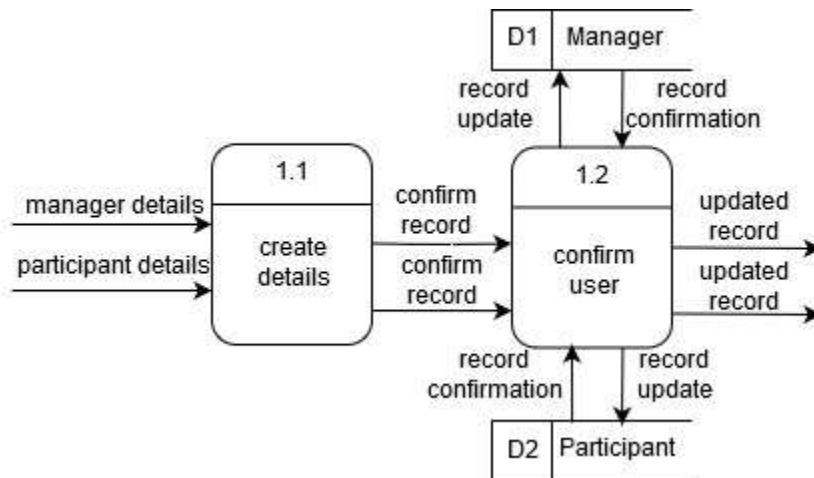 D1 Manager
record
update
record
confirmation
1.1
1.2
manager details
participant details
create
details
confirm
record
confirm
record
confirm
user
updated
record
updated
record
record
confirmation
record
update
D2 Participant